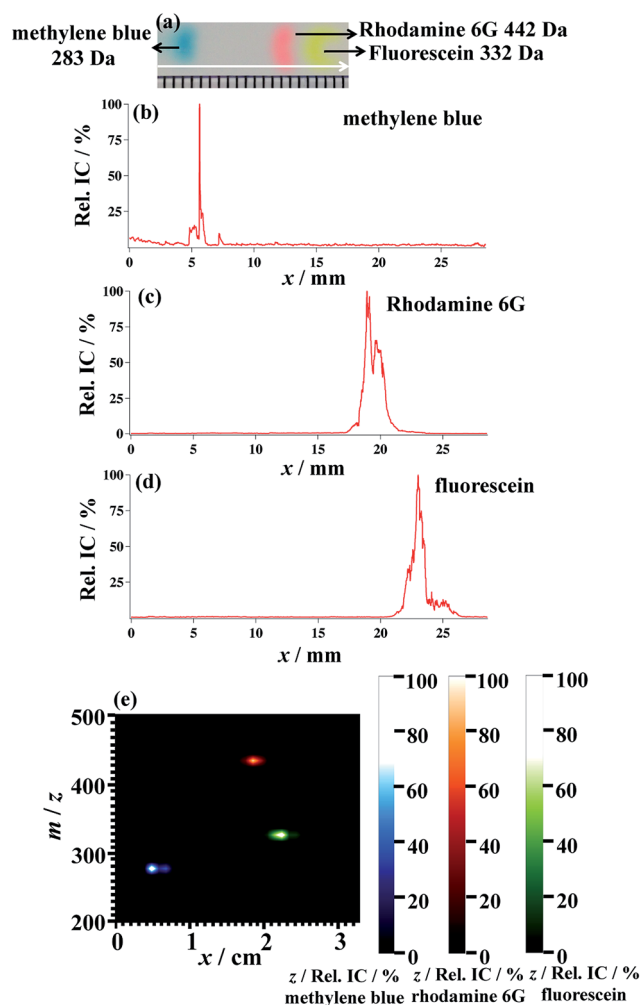 (a)
methylene blue
283 Da
Rhodamine 6G 442 Da
Fluorescein 332 Da
(b)
methylene blue
Rel. IC / %
100
75
50
25
0 5 10 15 20 25
x / mm
(c)
Rhodamine 6G
Rel. IC / %
100
75
50
25
0
0 5 10 15 20 25
x / mm
(d)
fluorescein
Rel. IC / %
100
75
50
25
0 5 10 15 20 25
x / mm
(e)
m / z
500
400
300
200
0 1 2 3
x / cm
100
80
60
40
20
0
z / Rel. IC / %
methylene blue
100
80
60
40
20
0
z / Rel. IC / %
rhodamine 6G
100
80
60
40
20
0
z / Rel. IC / %
fluorescein